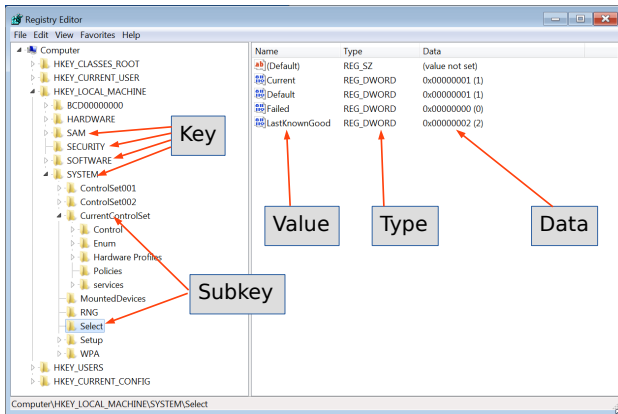 Registry Editor
File Edit View Favorites Help
Computer
HKEY_CLASSES_ROOT
HKEY_CURRENT_USER
HKEY_LOCAL_MACHINE
BCD00000000
HARDWARE
SAM
SECURITY
SOFTWARE
SYSTEM
ControlSet001
ControlSet002
CurrentControlSet
Control
Enum
Hardware Profiles
Policies
services
MountedDevices
RNG
Select
Setup
WPA
HKEY_USERS
HKEY_CURRENT_CONFIG
Key
Subkey
Name Type Data
(Default) REG_SZ (value not set)
Current REG_DWORD 0x00000001 (1)
Default REG_DWORD 0x00000001 (1)
Failed REG_DWORD 0x00000000 (0)
LastKnownGood REG_DWORD 0x00000002 (2)
Value Type Data
Computer\HKEY_LOCAL_MACHINE\SYSTEM\Select